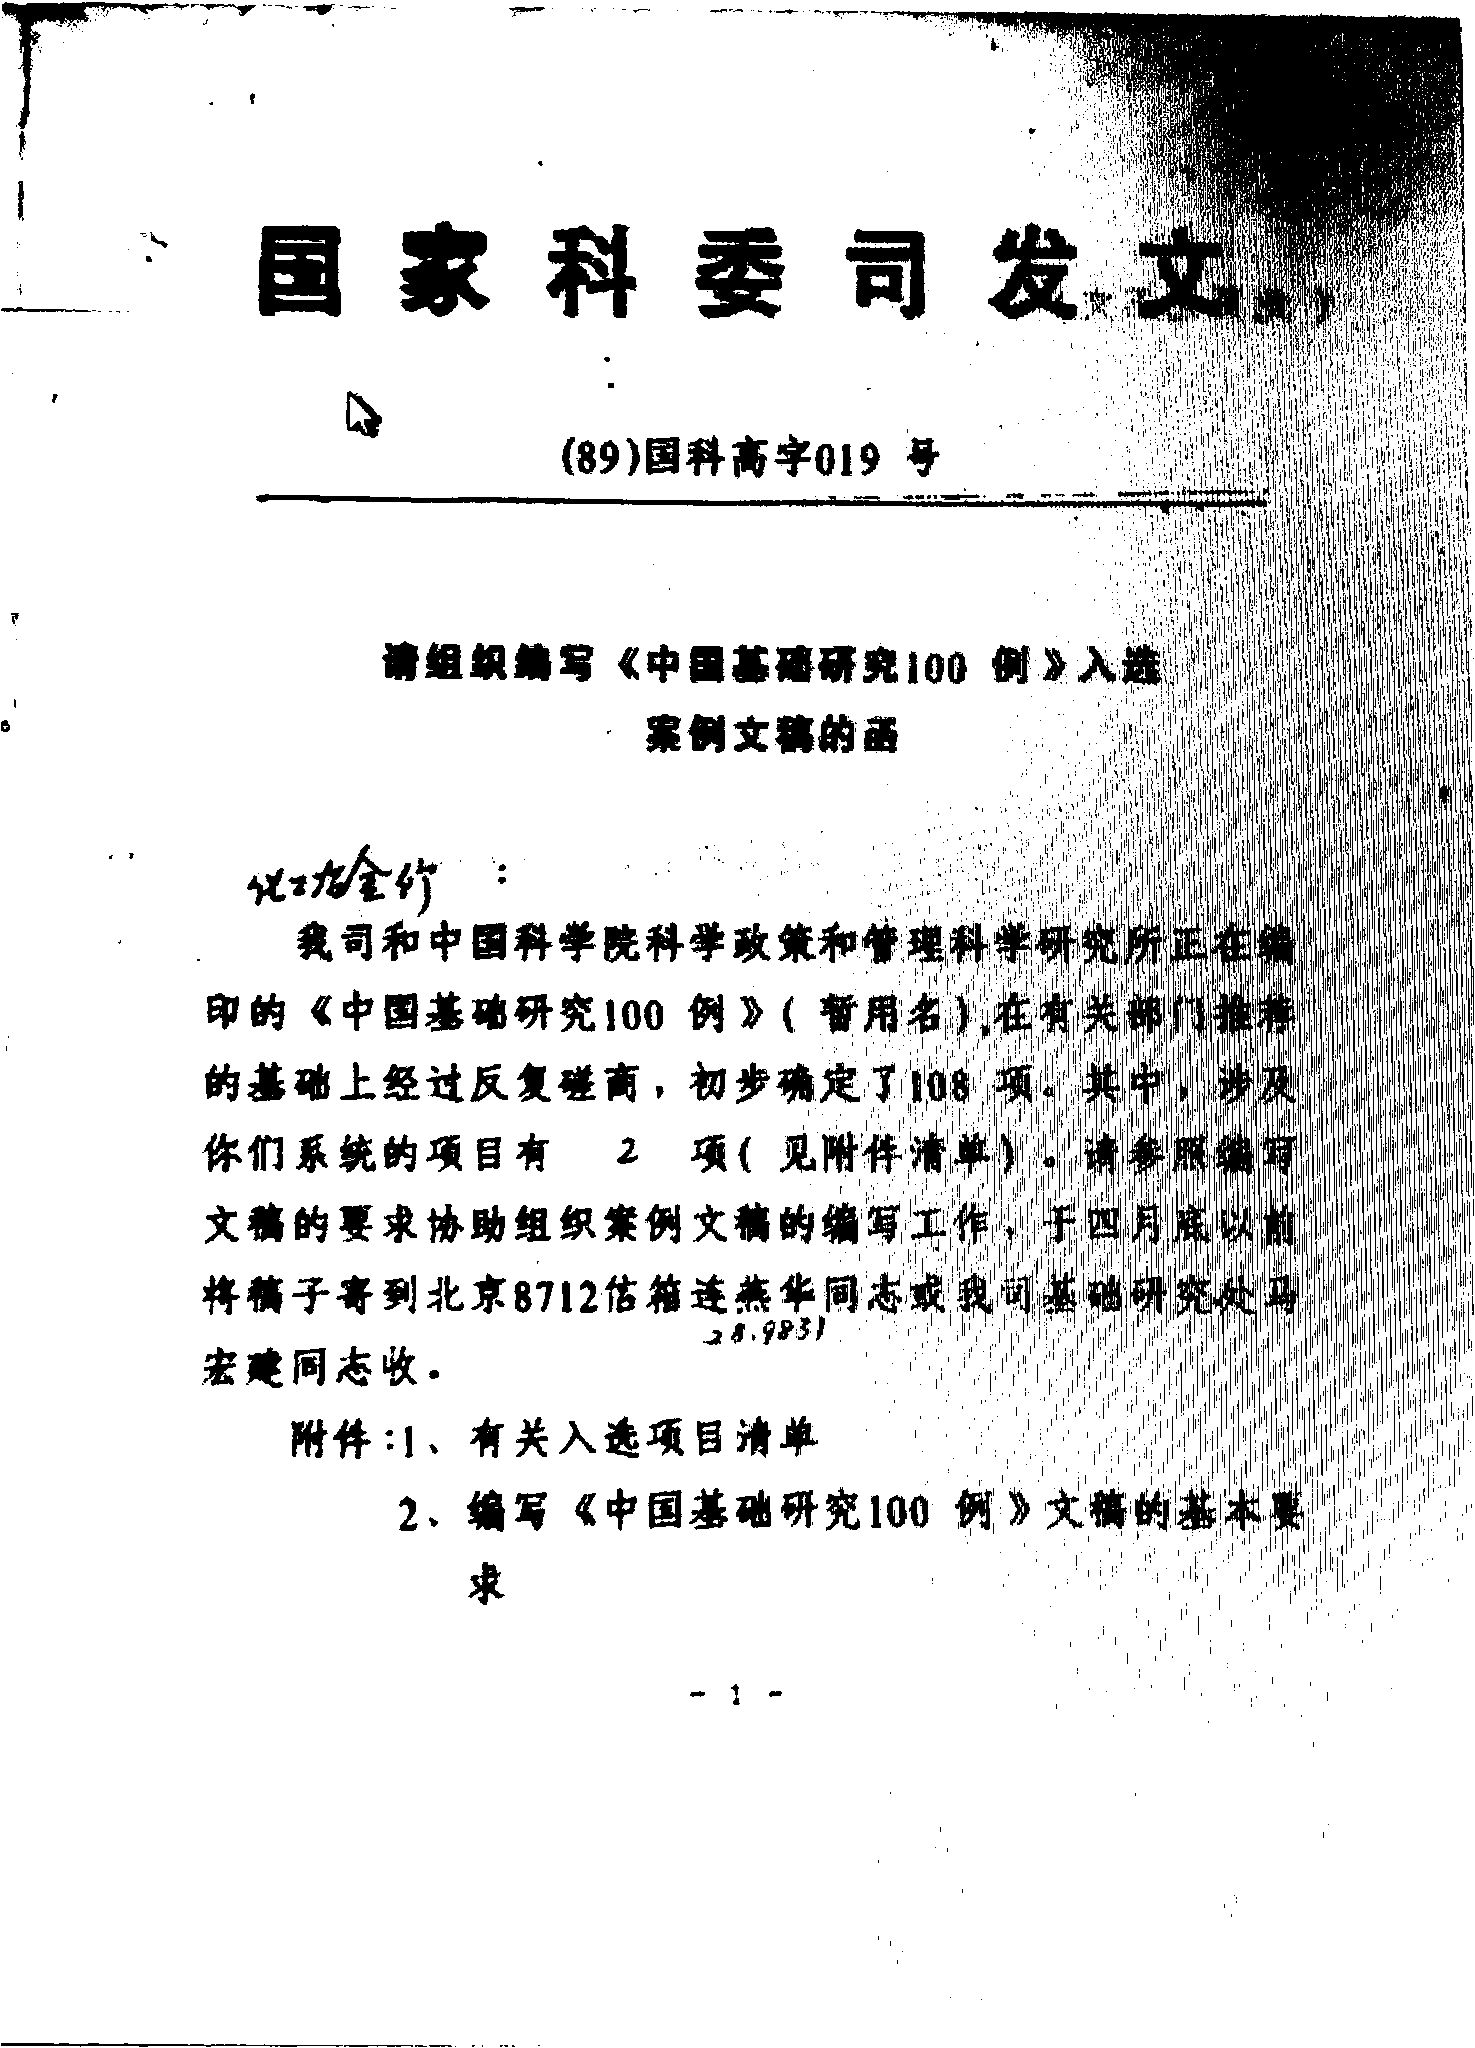 国家科委司发文
(89)国科高字019 号
请组织编写《中国基础研究100 例》入选
案例文稿的函
化工冶金所 :
我司和中国科学院科学政策和管理科学研究所正在编
印的《中国基础研究100 例》( 暂用名),在有关部门推荐
的基础上经过反复磋商，初步确定了108 项。其中，涉及
你们系统的项目有 2 项( 见附件清单) 。请参照编写
文稿的要求协助组织案例文稿的编写工作，于四月底以前
将稿子寄到北京8712信箱连燕华同志或我司基础研究处马
28.9831
宏建同志收。
附件:1、有关入选项目清单
2、编写《中国基础研究100 例》文稿的基本要
求
- 1 -